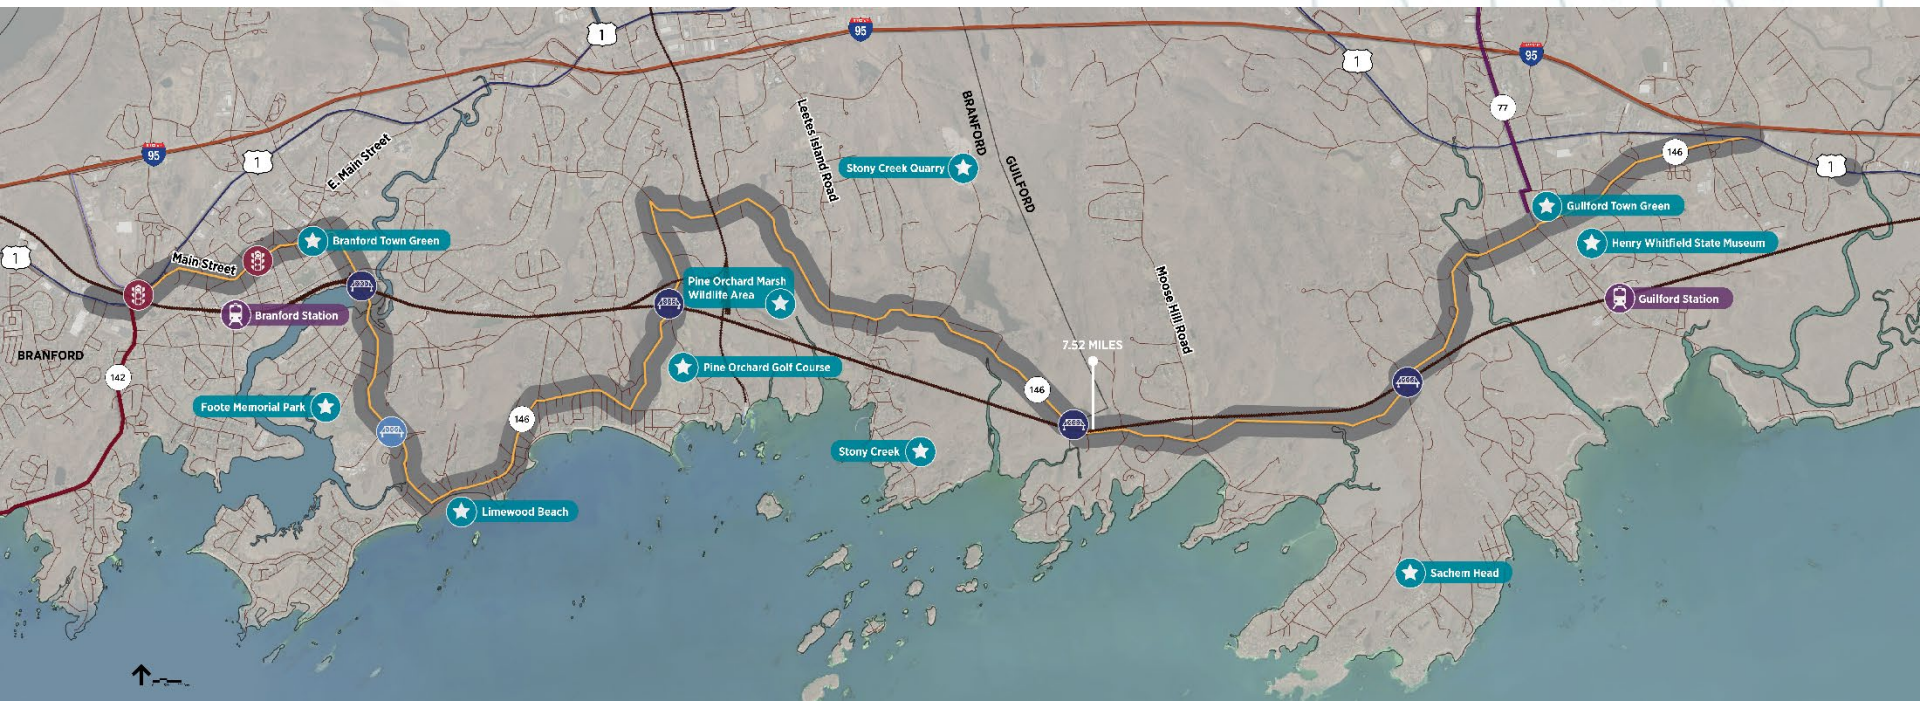 1
95
1
95
77
BRANFORD
GUILFORD
Leetes Island Road
E. Main Street
95
1
Stony Creek Quarry
146
1
Guilford Town Green
Branford Town Green
Henry Whitfield State Museum
1
Main Street
Pine Orchard Marsh
Wildlife Area
Moose Hill Road
Guilford Station
Branford Station
7.52 MILES
BRANFORD
Pine Orchard Golf Course
142
146
Foote Memorial Park
146
Stony Creek
Limewood Beach
Sachem Head